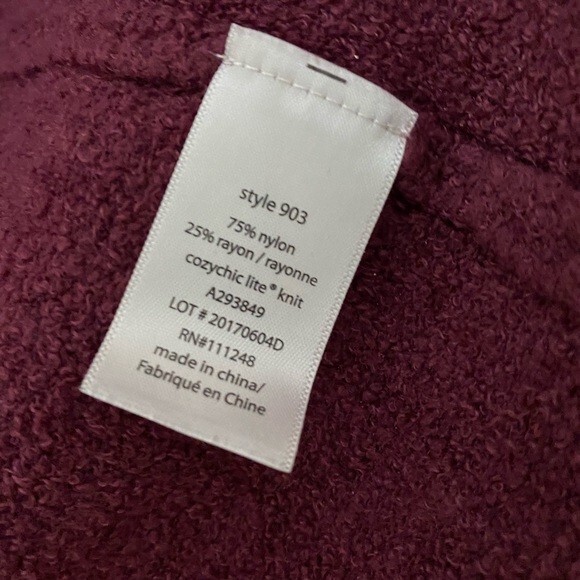 style 903
75% nylon
25% rayon / rayonne
cozychic lite® knit
A293849
LOT # 20170604D
RN#111248
made in china/
Fabriqué en Chine